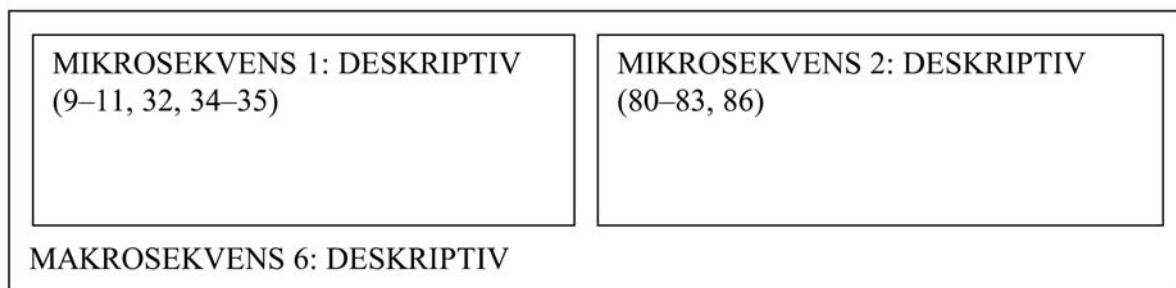 MIKROSEKVENS 1: DESKRIPTIV
(9–11, 32, 34–35)
MIKROSEKVENS 2: DESKRIPTIV
(80–83, 86)
MAKROSEKVENS 6: DESKRIPTIV